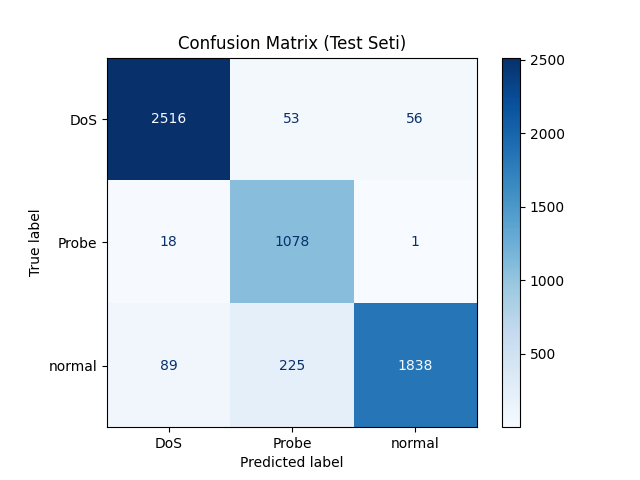 Confusion Matrix (Test Seti)
True label
DoS 2516 53 56
Probe 18 1078 1
normal 89 225 1838
DoS Probe normal
Predicted label
2500
2000
1500
1000
500